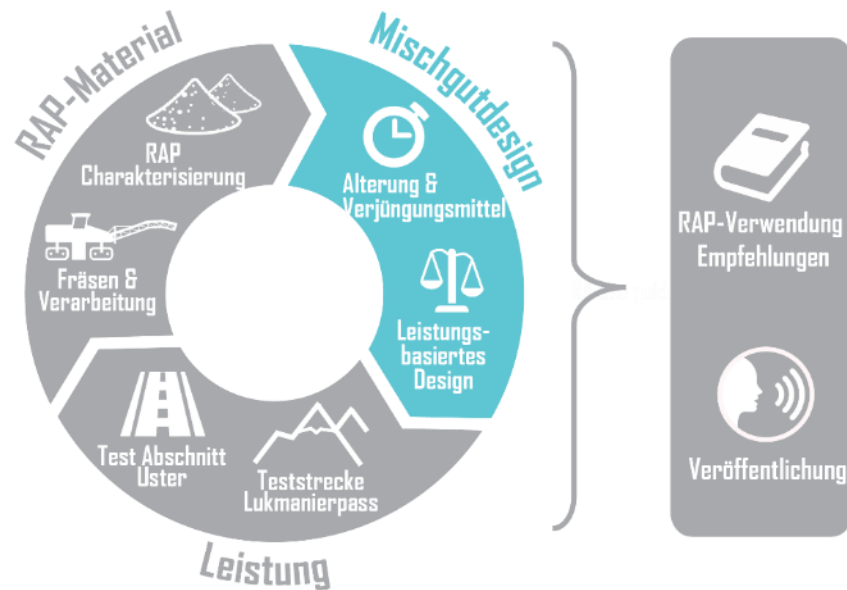 RAP-Material
RAP
Charakterisierung
Fräsen &
Verarbeitung
Mischgutdesign
Alterung &
Verjüngungsmittel
Leistungs-
basiertes
Design
Test Abschnitt
Uster
Teststrecke
Lukmanierpass
Leistung
RAP-Verwendung
Empfehlungen
Veröffentlichung